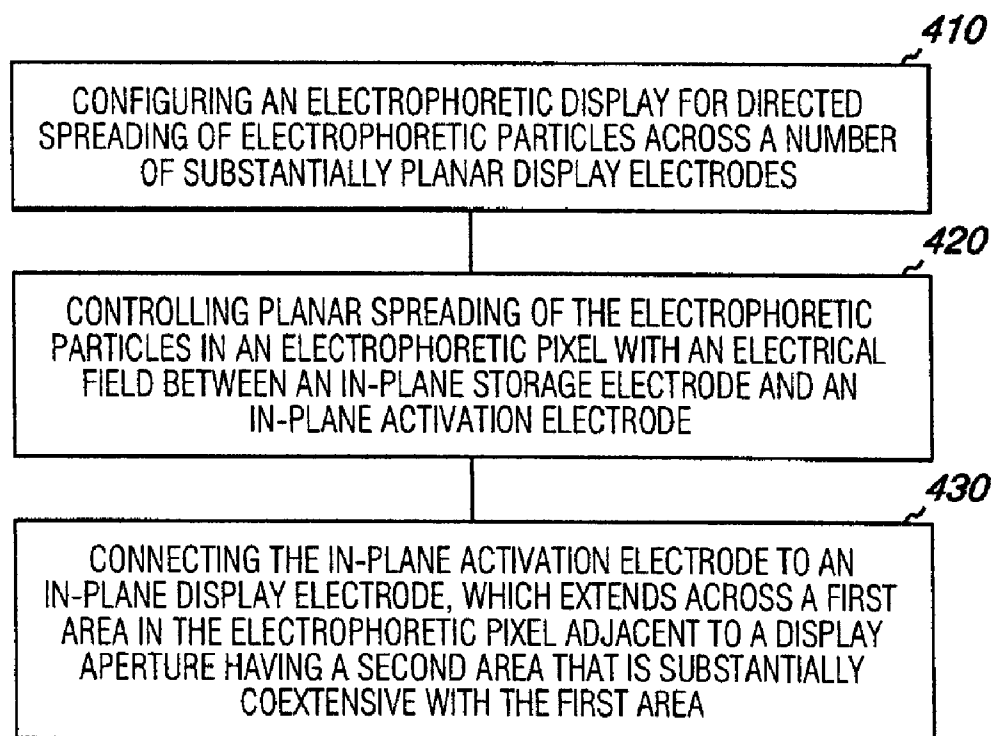 410
CONFIGURING AN ELECTROPHORETIC DISPLAY FOR DIRECTED
SPREADING OF ELECTROPHORETIC PARTICLES ACROSS A NUMBER
OF SUBSTANTIALLY PLANAR DISPLAY ELECTRODES
420
CONTROLLING PLANAR SPREADING OF THE ELECTROPHORETIC
PARTICLES IN AN ELECTROPHORETIC PIXEL WITH AN ELECTRICAL
FIELD BETWEEN AN IN-PLANE STORAGE ELECTRODE AND AN
IN-PLANE ACTIVATION ELECTRODE
430
CONNECTING THE IN-PLANE ACTIVATION ELECTRODE TO AN
IN-PLANE DISPLAY ELECTRODE, WHICH EXTENDS ACROSS A FIRST
AREA IN THE ELECTROPHORETIC PIXEL ADJACENT TO A DISPLAY
APERTURE HAVING A SECOND AREA THAT IS SUBSTANTIALLY
COEXTENSIVE WITH THE FIRST AREA